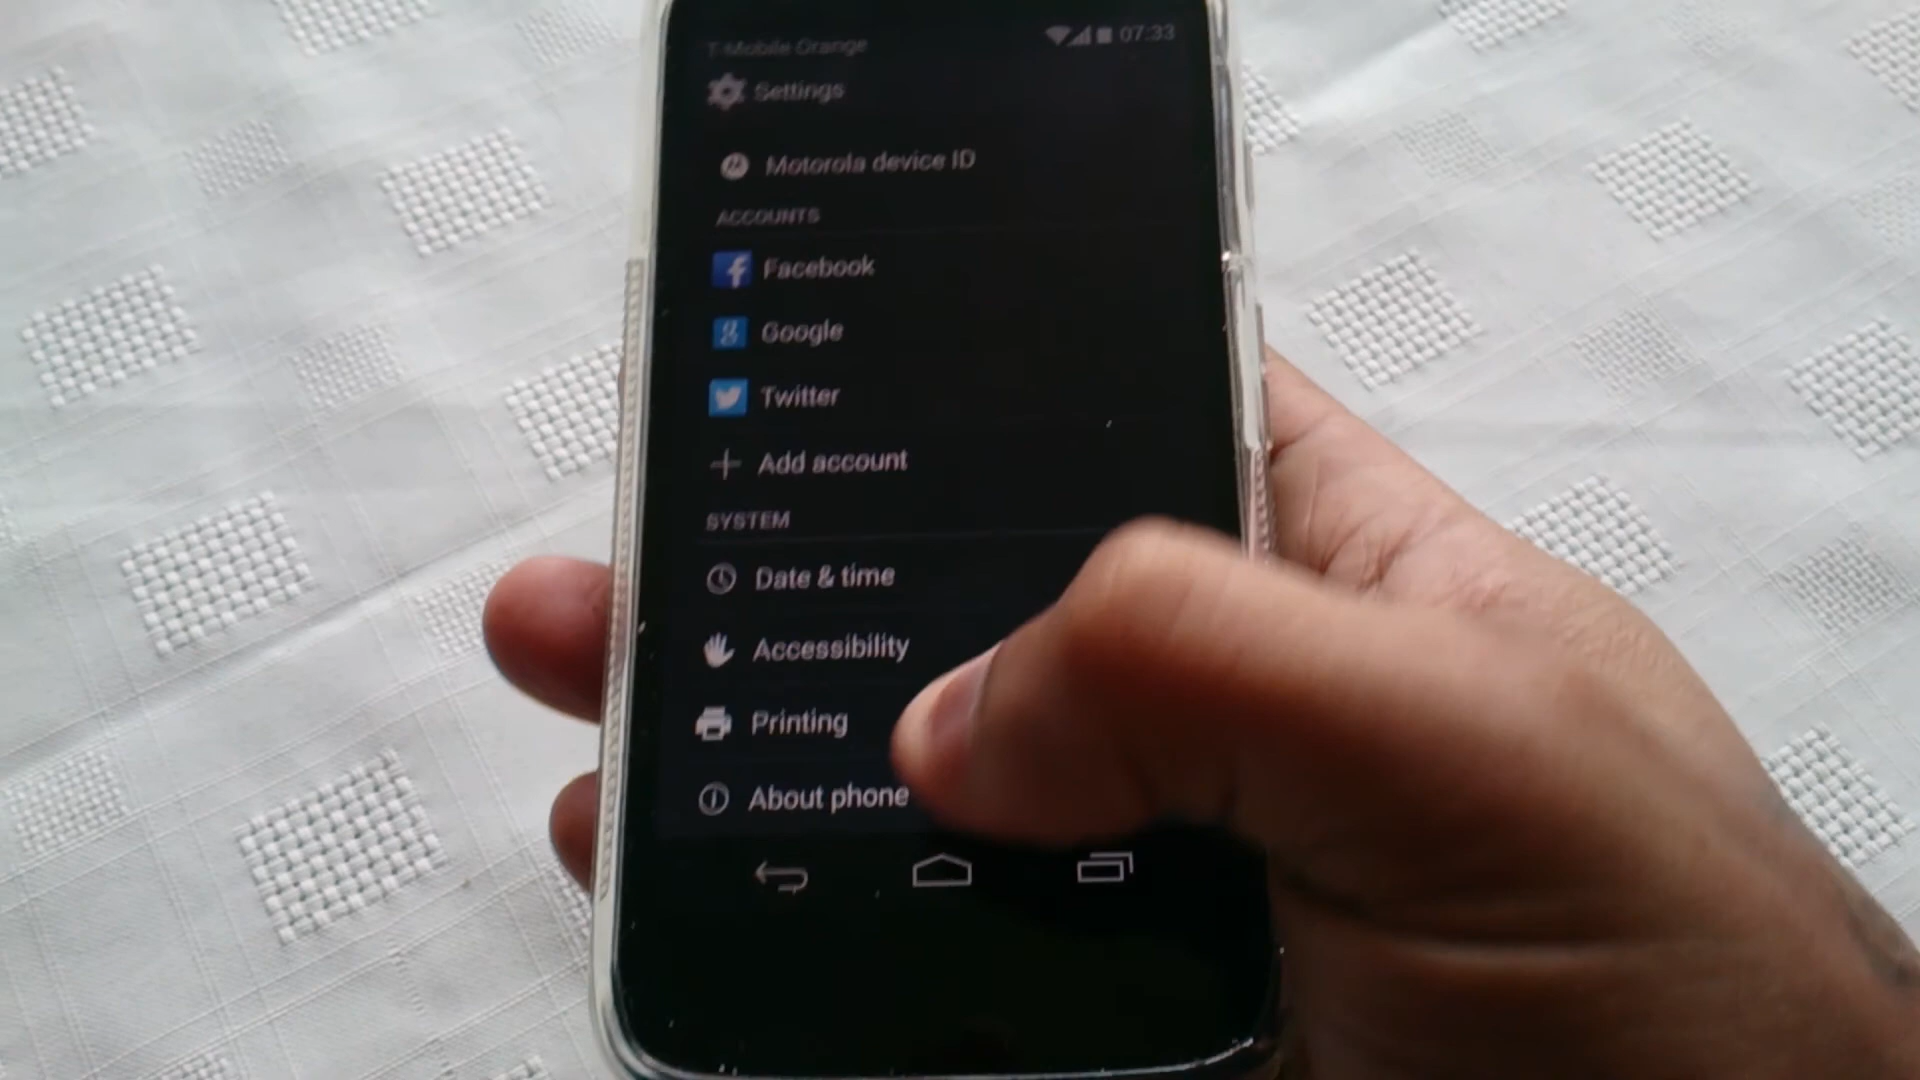 T-Mobile Orange
07:33
Settings
Motorola device ID
ACCOUNTS
Facebook
Google
Twitter
Add account
SYSTEM
Date & time
Accessibility
Printing
About phone